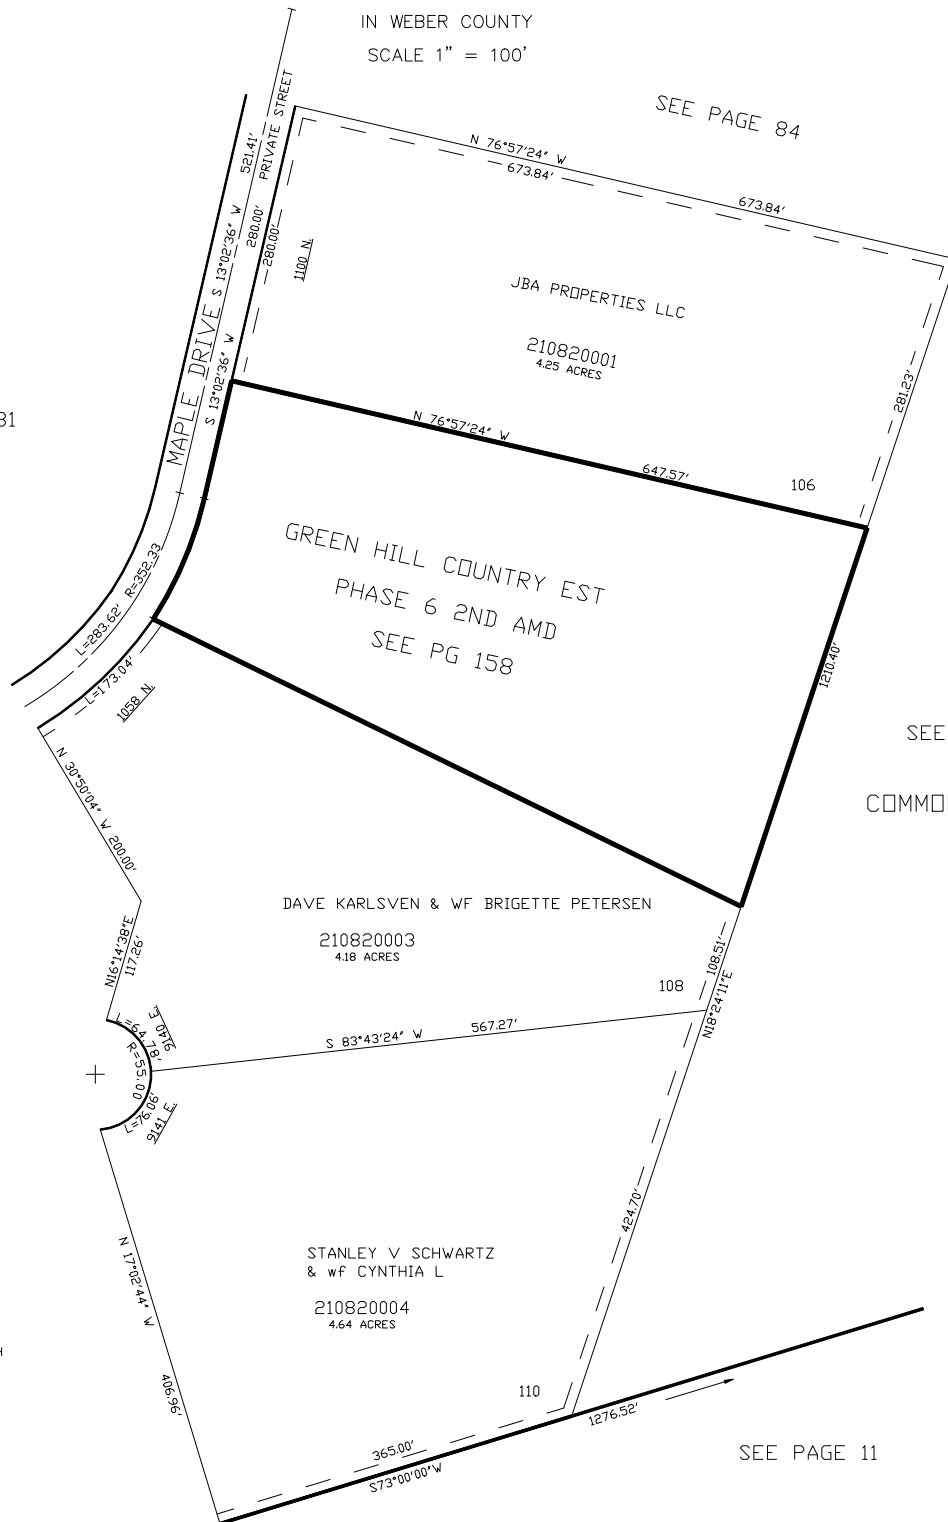 IN WEBER COUNTY
SCALE 1" = 100'
SEE PAGE 84
N 76°57'24" W
673.84'
673.84'
521.41'
PRIVATE STREET
280.00'
280.00'
1100 N.
S 13°02'36" W
MAPLE DRIVE
S 13°02'36" W
JBA PROPERTIES LLC
210820001
4.25 ACRES
281.23'
81
N 76°57'24" W
647.57'
106
GREEN HILL COUNTRY EST
PHASE 6 2ND AMD
SEE PG 158
L=283.62' R=352.33
L=173.04'
1058 N.
1210.40'
SEE
N 30°50'04" W 200.00'
DAVE KARLSVEN & WF BRIGETTE PETERSEN
210820003
4.18 ACRES
108
108.51'
N18°24'11"E
N16°14'38"E
117.26'
9140 E.
L=64.78'
R=55.00
L=76.06'
9141 E.
S 83°43'24" W
567.27'
424.70'
N 17°02'44" W
406.96'
STANLEY V SCHWARTZ
& wf CYNTHIA L
210820004
4.64 ACRES
110
1276.52'
365.00'
S73°00'00"W
SEE PAGE 11